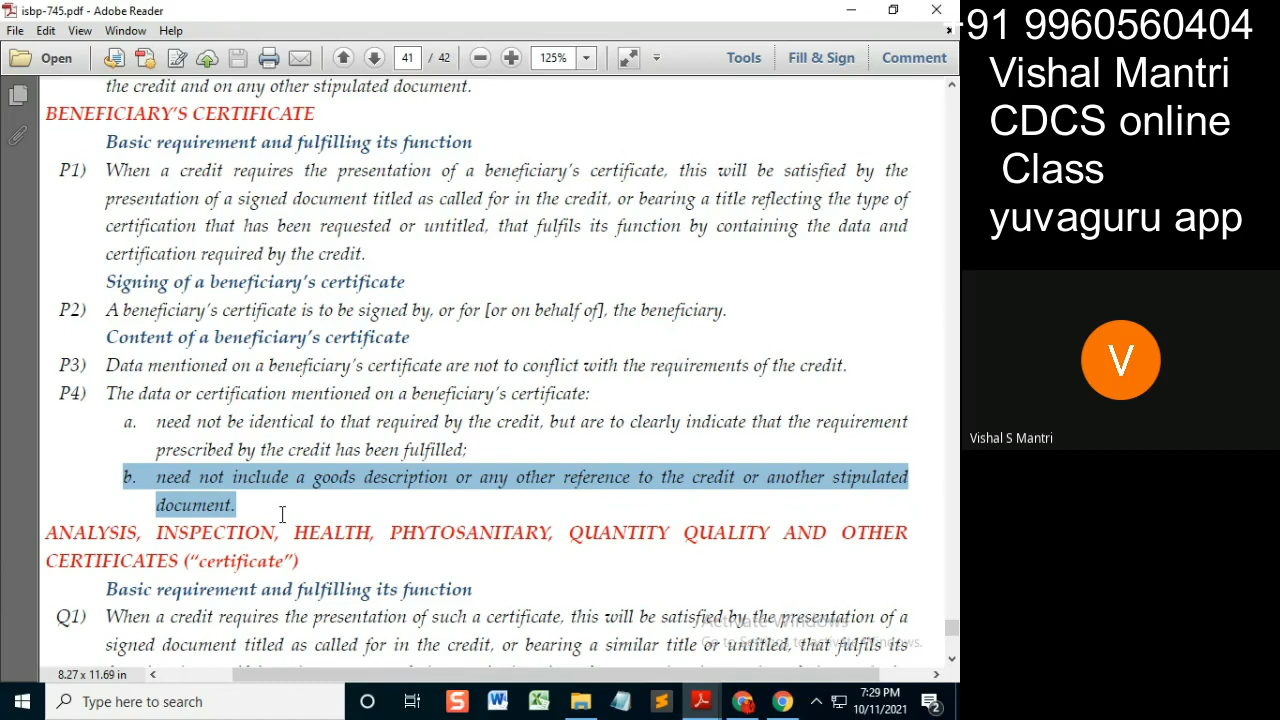 isbp-745.pdf - Adobe Reader
File Edit View Window Help
Open 41 / 42 125% Tools Fill & Sign Comment
the credit and on any other stipulated document.
BENEFICIARY'S CERTIFICATE
Basic requirement and fulfilling its function
P1) When a credit requires the presentation of a beneficiary's certificate, this will be satisfied by the
presentation of a signed document titled as called for in the credit, or bearing a title reflecting the type of
certification that has been requested or untitled, that fulfils its function by containing the data and
certification required by the credit.
Signing of a beneficiary's certificate
P2) A beneficiary's certificate is to be signed by, or for [or on behalf of], the beneficiary.
Content of a beneficiary's certificate
P3) Data mentioned on a beneficiary's certificate are not to conflict with the requirements of the credit.
P4) The data or certification mentioned on a beneficiary's certificate:
a. need not be identical to that required by the credit, but are to clearly indicate that the requirement
prescribed by the credit has been fulfilled;
b. need not include a goods description or any other reference to the credit or another stipulated
document.
ANALYSIS, INSPECTION, HEALTH, PHYTOSANITARY, QUANTITY QUALITY AND OTHER
CERTIFICATES ("certificate")
Basic requirement and fulfilling its function
Q1) When a credit requires the presentation of such a certificate, this will be satisfied by the presentation of a
signed document titled as called for in the credit, or bearing a similar title or untitled, that fulfils its
Activate Windows
Go to Settings to activate Windows.
8.27 x 11.69 in
Type here to search
7:29 PM
10/11/2021
2
+91 9960560404
Vishal Mantri
CDCS online
Class
yuvaguru app
V
Vishal S Mantri